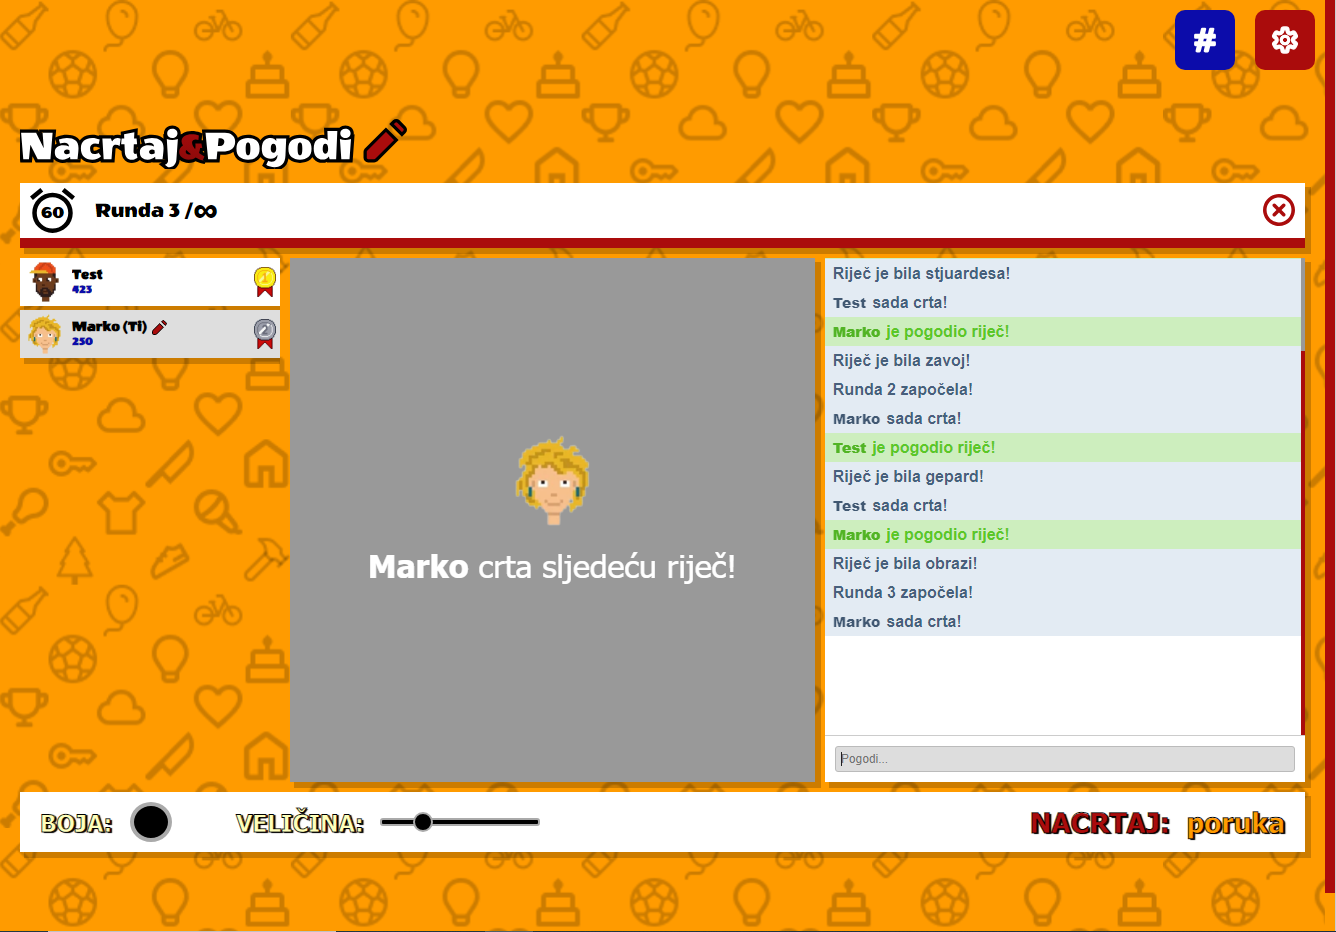 #
Nacrtaj&Pogodi
60 Runda 3 /∞
Test
423
1
Marko (Ti)
250
2
Marko crta sljedeću riječ!
Riječ je bila stjuardesa!
Test sada crta!
Marko je pogodio riječ!
Riječ je bila zavoj!
Runda 2 započela!
Marko sada crta!
Test je pogodio riječ!
Riječ je bila gepard!
Test sada crta!
Marko je pogodio riječ!
Riječ je bila obrazi!
Runda 3 započela!
Marko sada crta!
Pogodi...
BOJA: VELIČINA: NACRTAJ: poruka